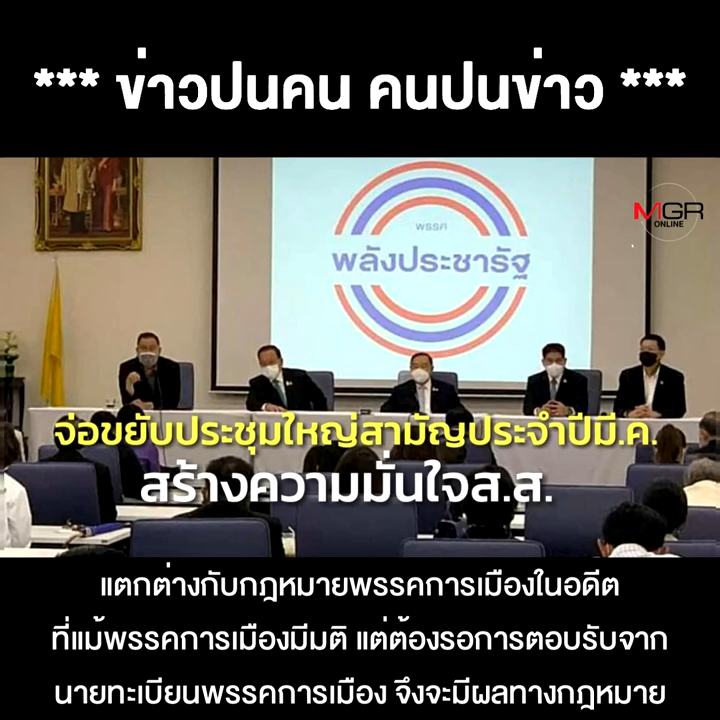 *** ข่าวปนคน คนปนข่าว ***
MGR
ONLINE
พรรค
พลังประชารัฐ
จ่อขยับประชุมใหญ่สามัญประจำปีมี.ค.
สร้างความมั่นใจส.ส.
แตกต่างกับกฎหมายพรรคการเมืองในอดีต
ที่แม้พรรคการเมืองมีมติ แต่ต้องรอการตอบรับจาก
นายทะเบียนพรรคการเมือง จึงจะมีผลทางกฎหมาย